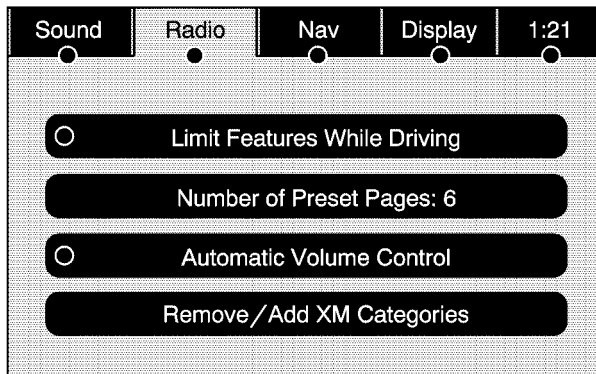 Sound Radio Nav Display 1:21
Limit Features While Driving
Number of Preset Pages: 6
Automatic Volume Control
Remove/Add XM Categories